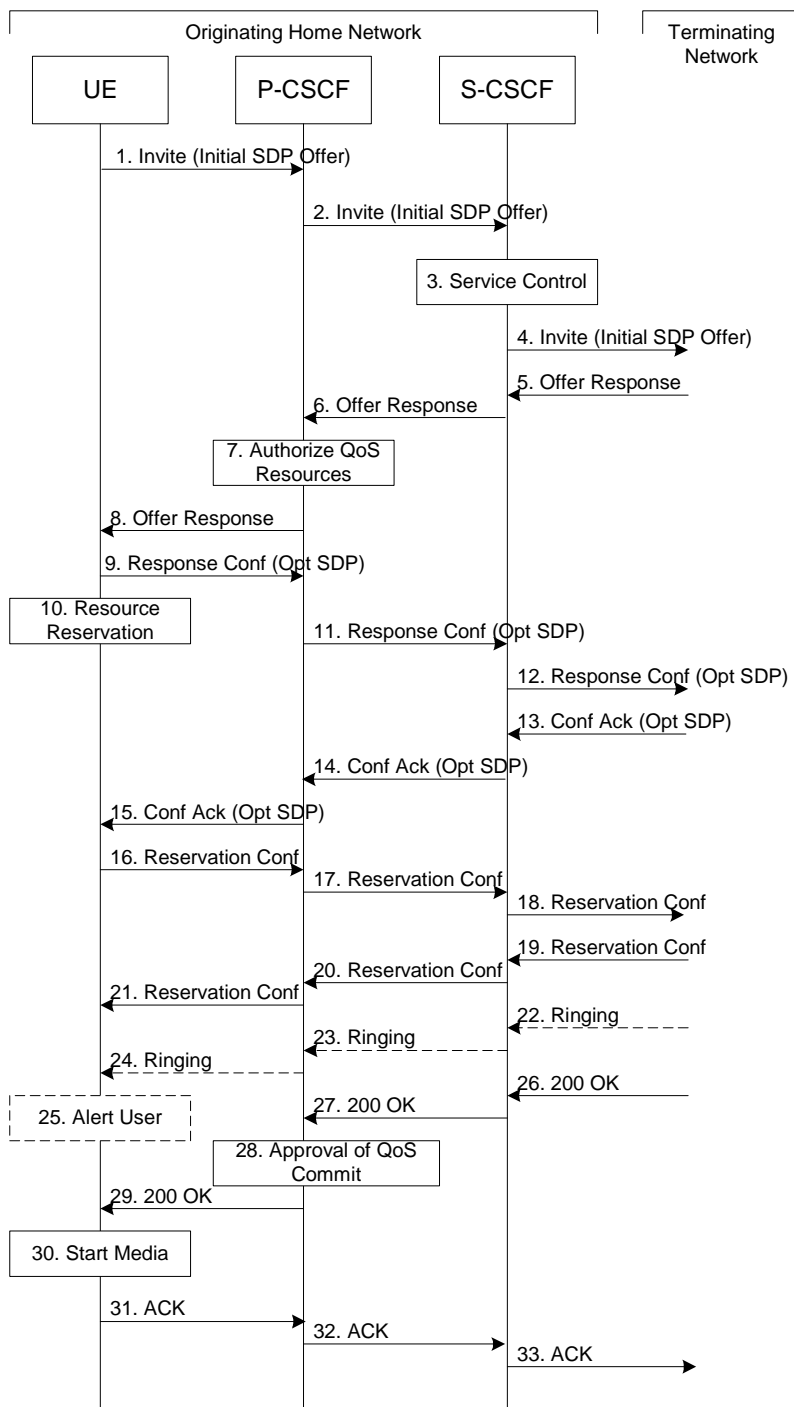 Originating Home Network
Terminating
Network
UE
P-CSCF
S-CSCF
1. Invite (Initial SDP Offer)
2. Invite (Initial SDP Offer)
3. Service Control
4. Invite (Initial SDP Offer)
5. Offer Response
6. Offer Response
7. Authorize QoS
Resources
8. Offer Response
9. Response Conf (Opt SDP)
10. Resource
Reservation
11. Response Conf (Opt SDP)
12. Response Conf (Opt SDP)
13. Conf Ack (Opt SDP)
14. Conf Ack (Opt SDP)
15. Conf Ack (Opt SDP)
16. Reservation Conf
17. Reservation Conf
18. Reservation Conf
19. Reservation Conf
20. Reservation Conf
21. Reservation Conf
22. Ringing
23. Ringing
24. Ringing
26. 200 OK
25. Alert User
27. 200 OK
28. Approval of QoS
Commit
29. 200 OK
30. Start Media
31. ACK
32. ACK
33. ACK